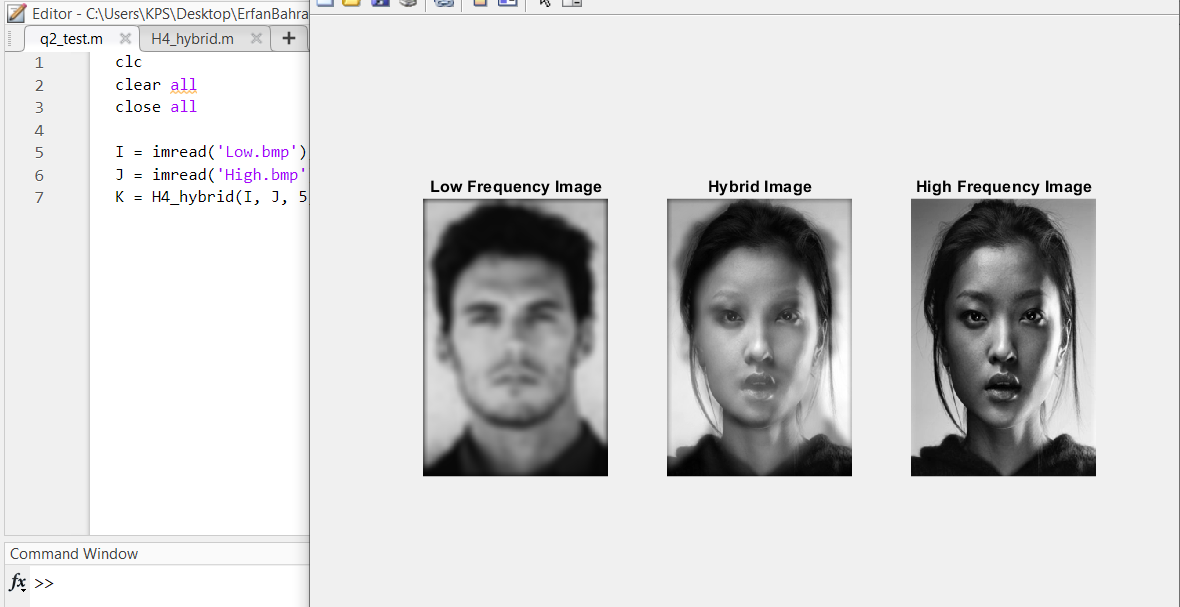 Editor - C:\Users\KPS\Desktop\ErfanBahra
q2_test.m
H4_hybrid.m
1 clc
2 clear all
3 close all
4
5 I = imread('Low.bmp')
6 J = imread('High.bmp'
7 K = H4_hybrid(I, J, 5
Low Frequency Image
Hybrid Image
High Frequency Image
Command Window
fx >>